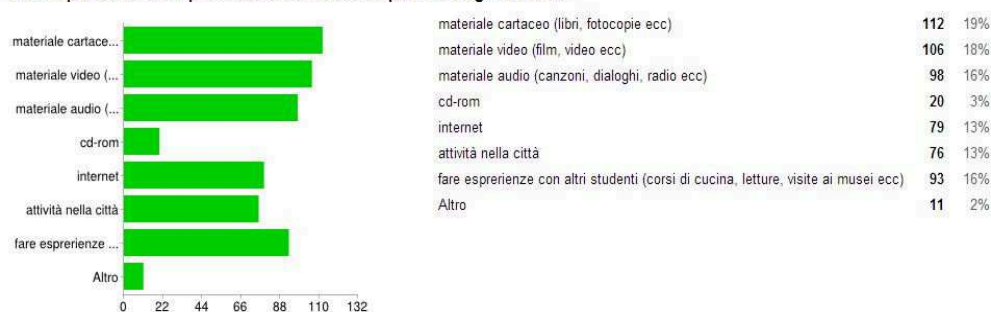 materiale cartace...
materiale video (...
materiale audio (...
cd-rom
internet
attività nella città
fare esprerienze ...
Altro
0 22 44 66 88 110 132
materiale cartaceo (libri, fotocopie ecc) 112 19%
materiale video (film, video ecc) 106 18%
materiale audio (canzoni, dialoghi, radio ecc) 98 16%
cd-rom 20 3%
internet 79 13%
attività nella città 76 13%
fare esprerienze con altri studenti (corsi di cucina, letture, visite ai musei ecc) 93 16%
Altro 11 2%